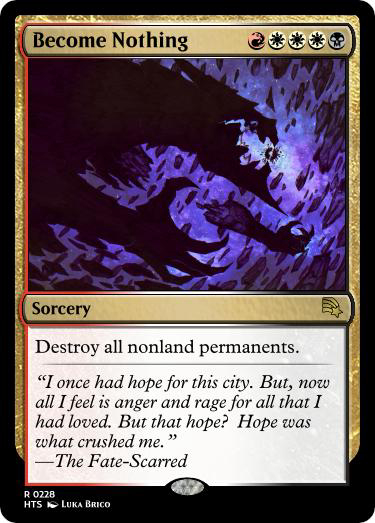 Become Nothing
Sorcery
Destroy all nonland permanents.
“I once had hope for this city. But, now
all I feel is anger and rage for all that I
had loved. But that hope?  Hope was
what crushed me.”
—The Fate-Scarred
R 0228
HTS Luka Brico